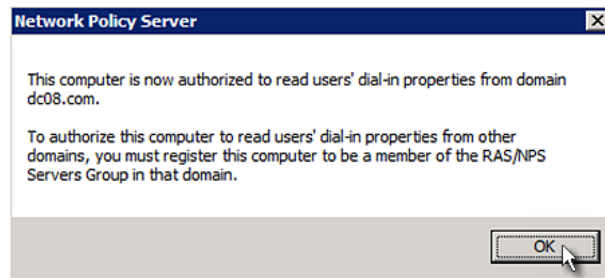 Network Policy Server
This computer is now authorized to read users' dial-in properties from domain
dc08.com.
To authorize this computer to read users' dial-in properties from other
domains, you must register this computer to be a member of the RAS/NPS
Servers Group in that domain.
OK